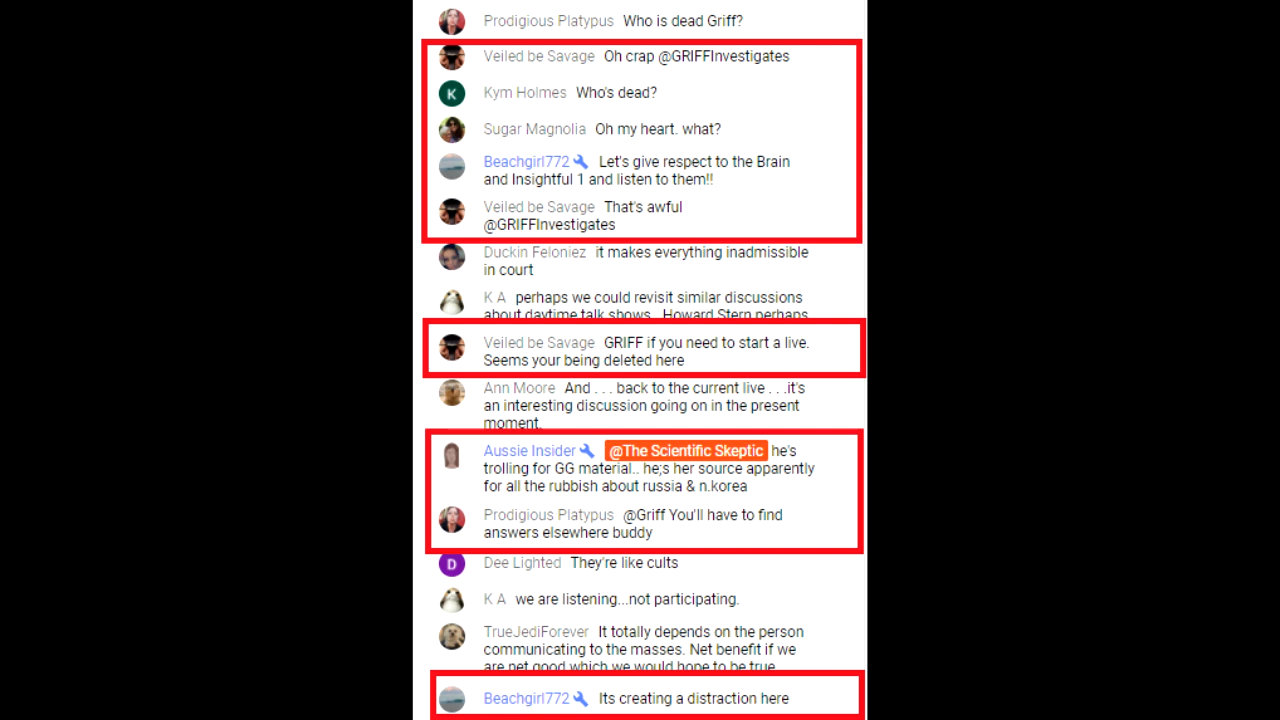 Prodigious Platypus Who is dead Griff?
Veiled be Savage Oh crap @GRIFFInvestigates
K Kym Holmes Who's dead?
Sugar Magnolia Oh my heart. what?
Beachgirl772 Let's give respect to the Brain
and Insightful 1 and listen to them!!
Veiled be Savage That's awful
@GRIFFInvestigates
Duckin Feloniez it makes everything inadmissible
in court
K A perhaps we could revisit similar discussions
about daytime talk shows.. Howard Stern perhaps
Veiled be Savage GRIFF if you need to start a live.
Seems your being deleted here
Ann Moore And . . . back to the current live . . .it's
an interesting discussion going on in the present
moment.
Aussie Insider @The Scientific Skeptic he's
trolling for GG material.. he;s her source apparently
for all the rubbish about russia & n.korea
Prodigious Platypus @Griff You'll have to find
answers elsewhere buddy
D Dee Lighted They're like cults
K A we are listening...not participating.
TrueJediForever It totally depends on the person
communicating to the masses. Net benefit if we
are net good which we would hope to be true
Beachgirl772 Its creating a distraction here